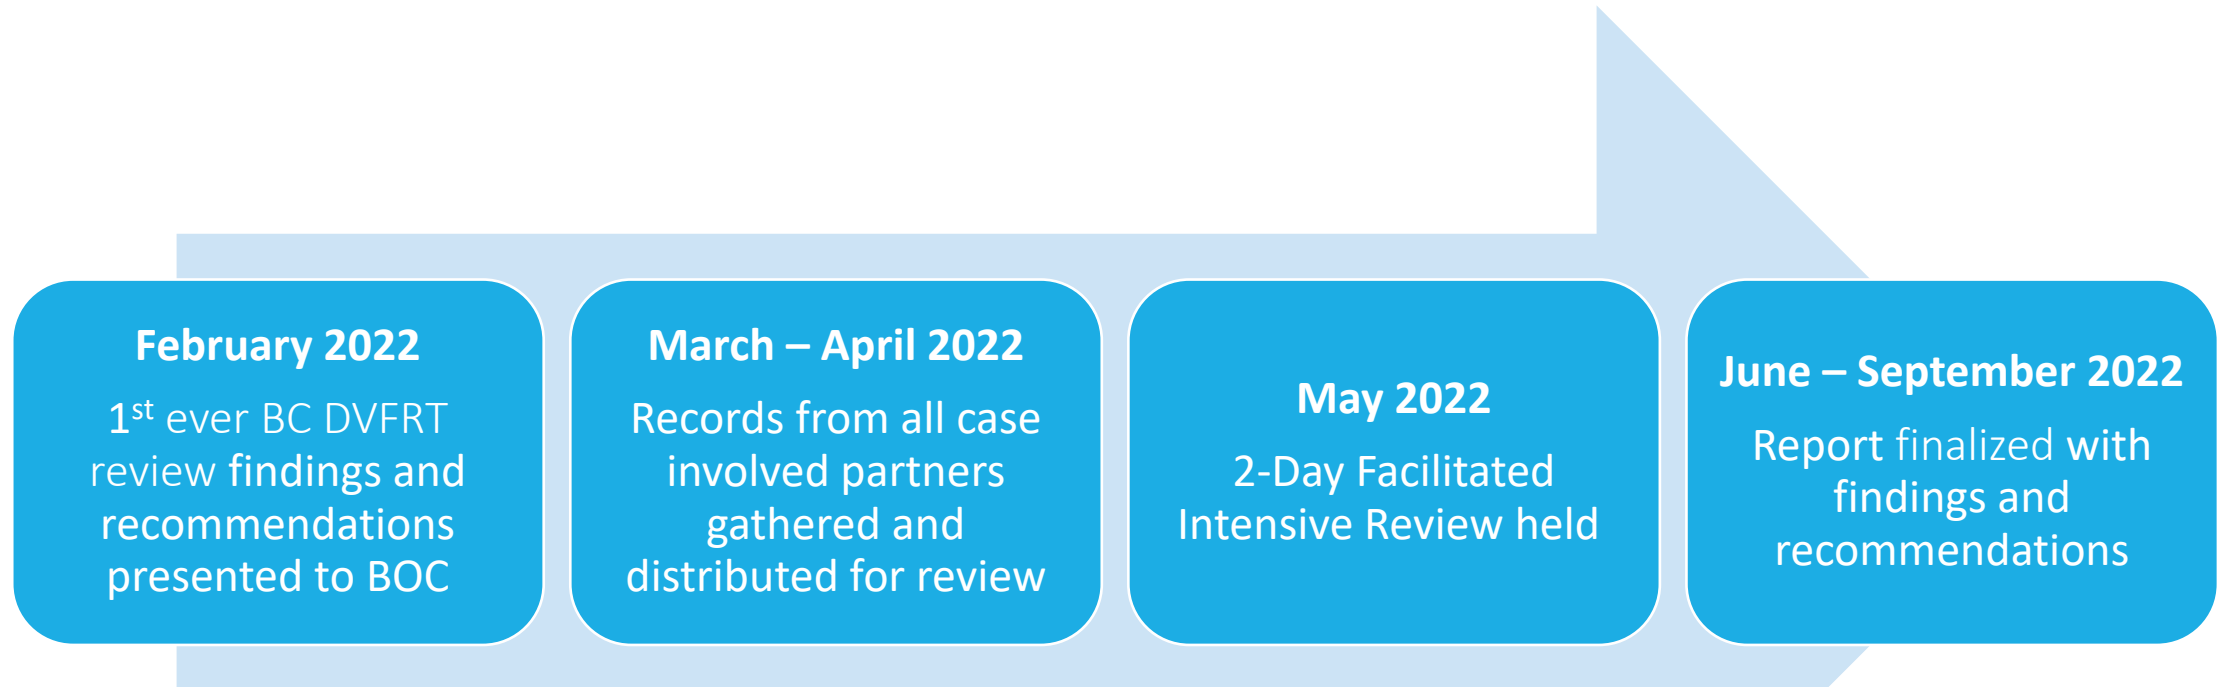 February 2022
1st ever BC DVFRT
review findings and
recommendations
presented to BOC
March – April 2022
Records from all case
involved partners
gathered and
distributed for review
May 2022
2-Day Facilitated
Intensive Review held
June – September 2022
Report finalized with
findings and
recommendations